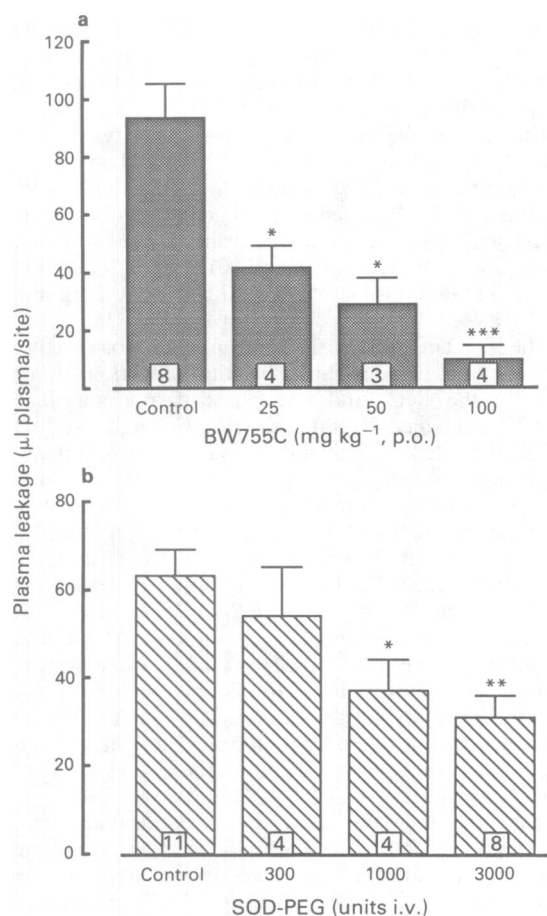 a
120
100
80
60
40
20
* * ***
8 4 3 4
Control 25 50 100
BW755C (mg kg⁻¹, p.o.)
Plasma leakage (µl plasma/site)
b
80
60
40
20
0
* **
11 4 4 8
Control 300 1000 3000
SOD-PEG (units i.v.)